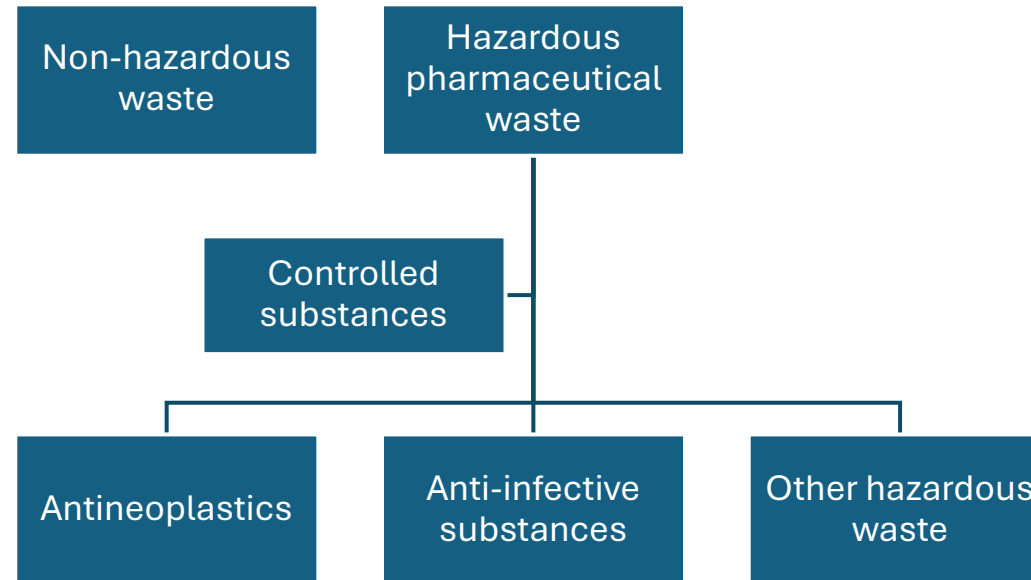 Non-hazardous
waste
Hazardous
pharmaceutical
waste
Controlled
substances
Antineoplastics
Anti-infective
substances
Other hazardous
waste